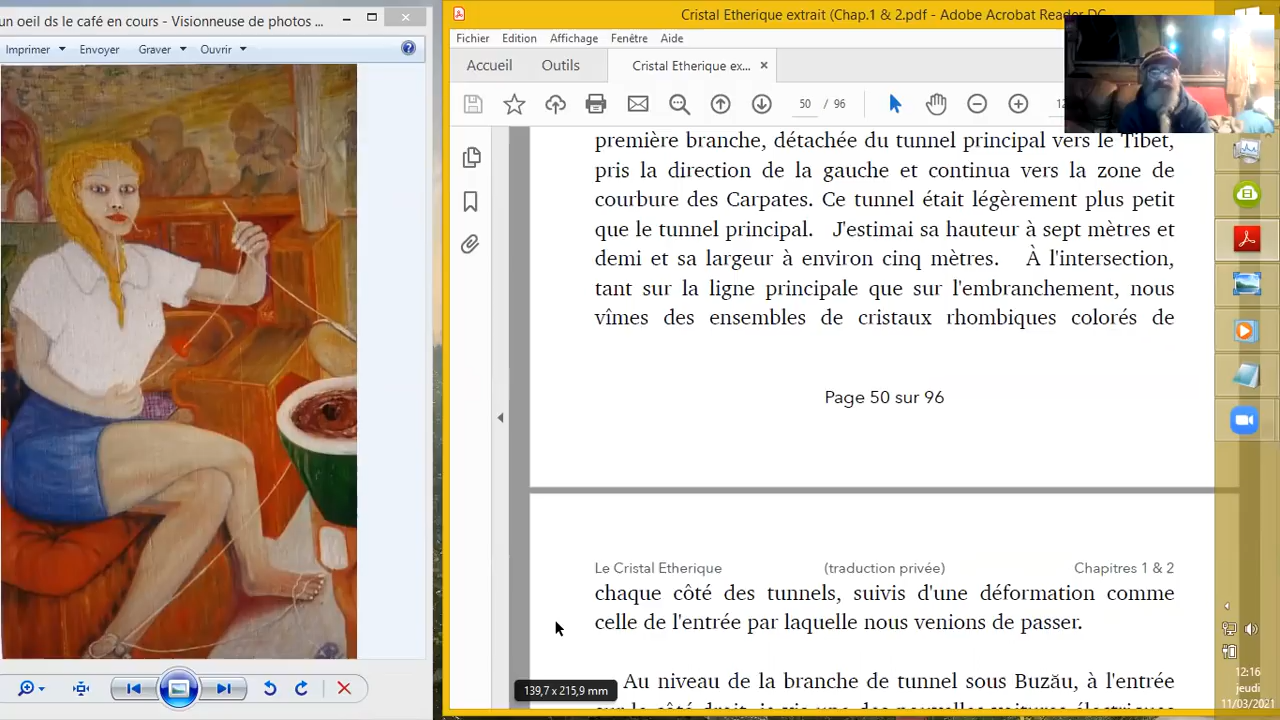 un oeil ds le café en cours - Visionneuse de photos ...
Imprimer
Envoyer
Graver
Ouvrir
Cristal Etherique extrait (Chap.1 & 2.pdf - Adobe Acrobat Reader DC
Fichier Edition Affichage Fenêtre Aide
Accueil
Outils
Cristal Etherique ex...
50 / 96
première branche, détachée du tunnel principal vers le Tibet,
pris la direction de la gauche et continua vers la zone de
courbure des Carpates. Ce tunnel était légèrement plus petit
que le tunnel principal. J'estimai sa hauteur à sept mètres et
demi et sa largeur à environ cinq mètres. À l'intersection,
tant sur la ligne principale que sur l'embranchement, nous
vîmes des ensembles de cristaux rhombiques colorés de
Page 50 sur 96
Le Cristal Etherique (traduction privée) Chapitres 1 & 2
chaque côté des tunnels, suivis d'une déformation comme
celle de l'entrée par laquelle nous venions de passer.
Au niveau de la branche de tunnel sous Buzău, à l'entrée
139,7 x 215,9 mm
12:16
jeudi
11/03/2021